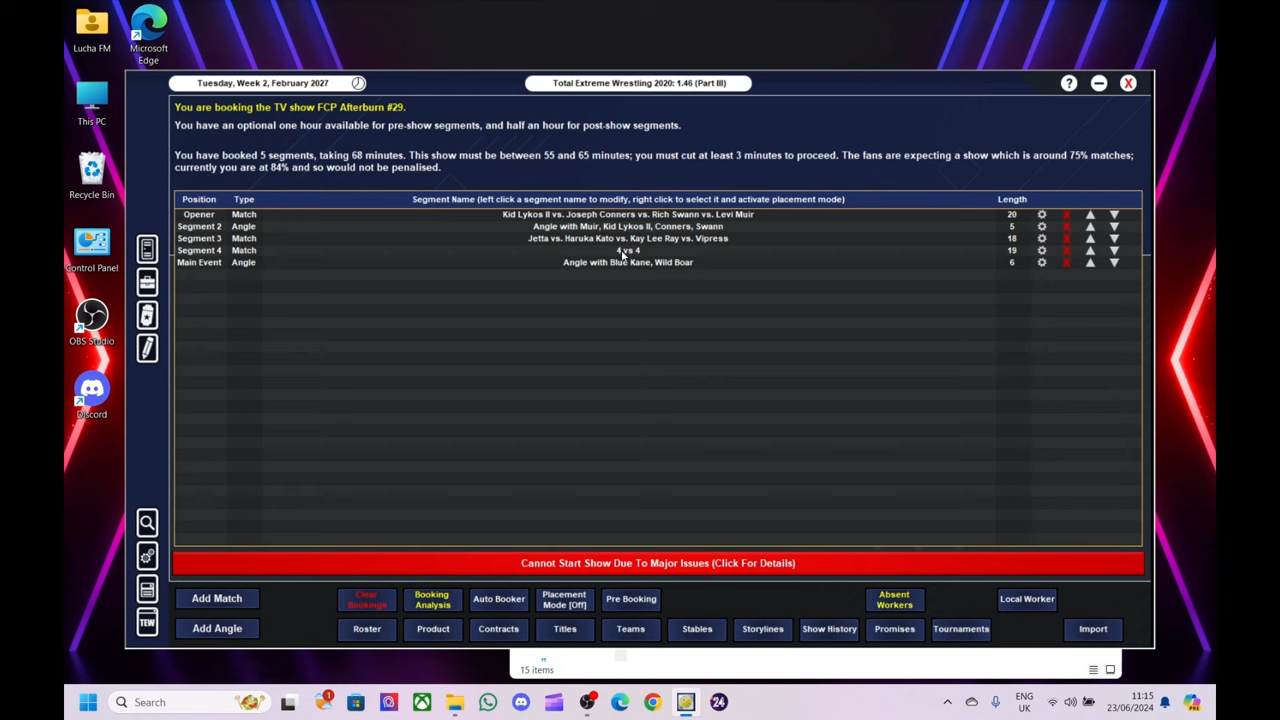 Lucha FM
Microsoft Edge
This PC
Recycle Bin
Control Panel
OBS Studio
Discord
Tuesday, Week 2, February 2027
Total Extreme Wrestling 2020: 1.46 (Part III)
?
X
You are booking the TV show FCP Afterburn #29.
You have an optional one hour available for pre-show segments, and half an hour for post-show segments.
You have booked 5 segments, taking 68 minutes. This show must be between 55 and 65 minutes; you must cut at least 3 minutes to proceed. The fans are expecting a show which is around 75% matches;
currently you are at 84% and so would not be penalised.
Position Type Segment Name (left click a segment name to modify, right click to select it and activate placement mode) Length
Opener Match Kid Lykos II vs. Joseph Conners vs. Rich Swann vs. Levi Muir 20 X
Segment 2 Angle Angle with Muir, Kid Lykos II, Conners, Swann 5 X
Segment 3 Match Jetta vs. Haruka Kato vs. Kay Lee Ray vs. Vipress 18 X
Segment 4 Match 4 vs 4 19 X
Main Event Angle Angle with Blue Kane, Wild Boar 6 X
Cannot Start Show Due To Major Issues (Click For Details)
TEW
Add Match
Clear Bookings
Booking Analysis
Auto Booker
Placement Mode [Off]
Pre Booking
Absent Workers
Local Worker
Add Angle
Roster
Product
Contracts
Titles
Teams
Stables
Storylines
Show History
Promises
Tournaments
Import
15 items
1
Search
24
ENG
UK
11:15
23/06/2024
PRE